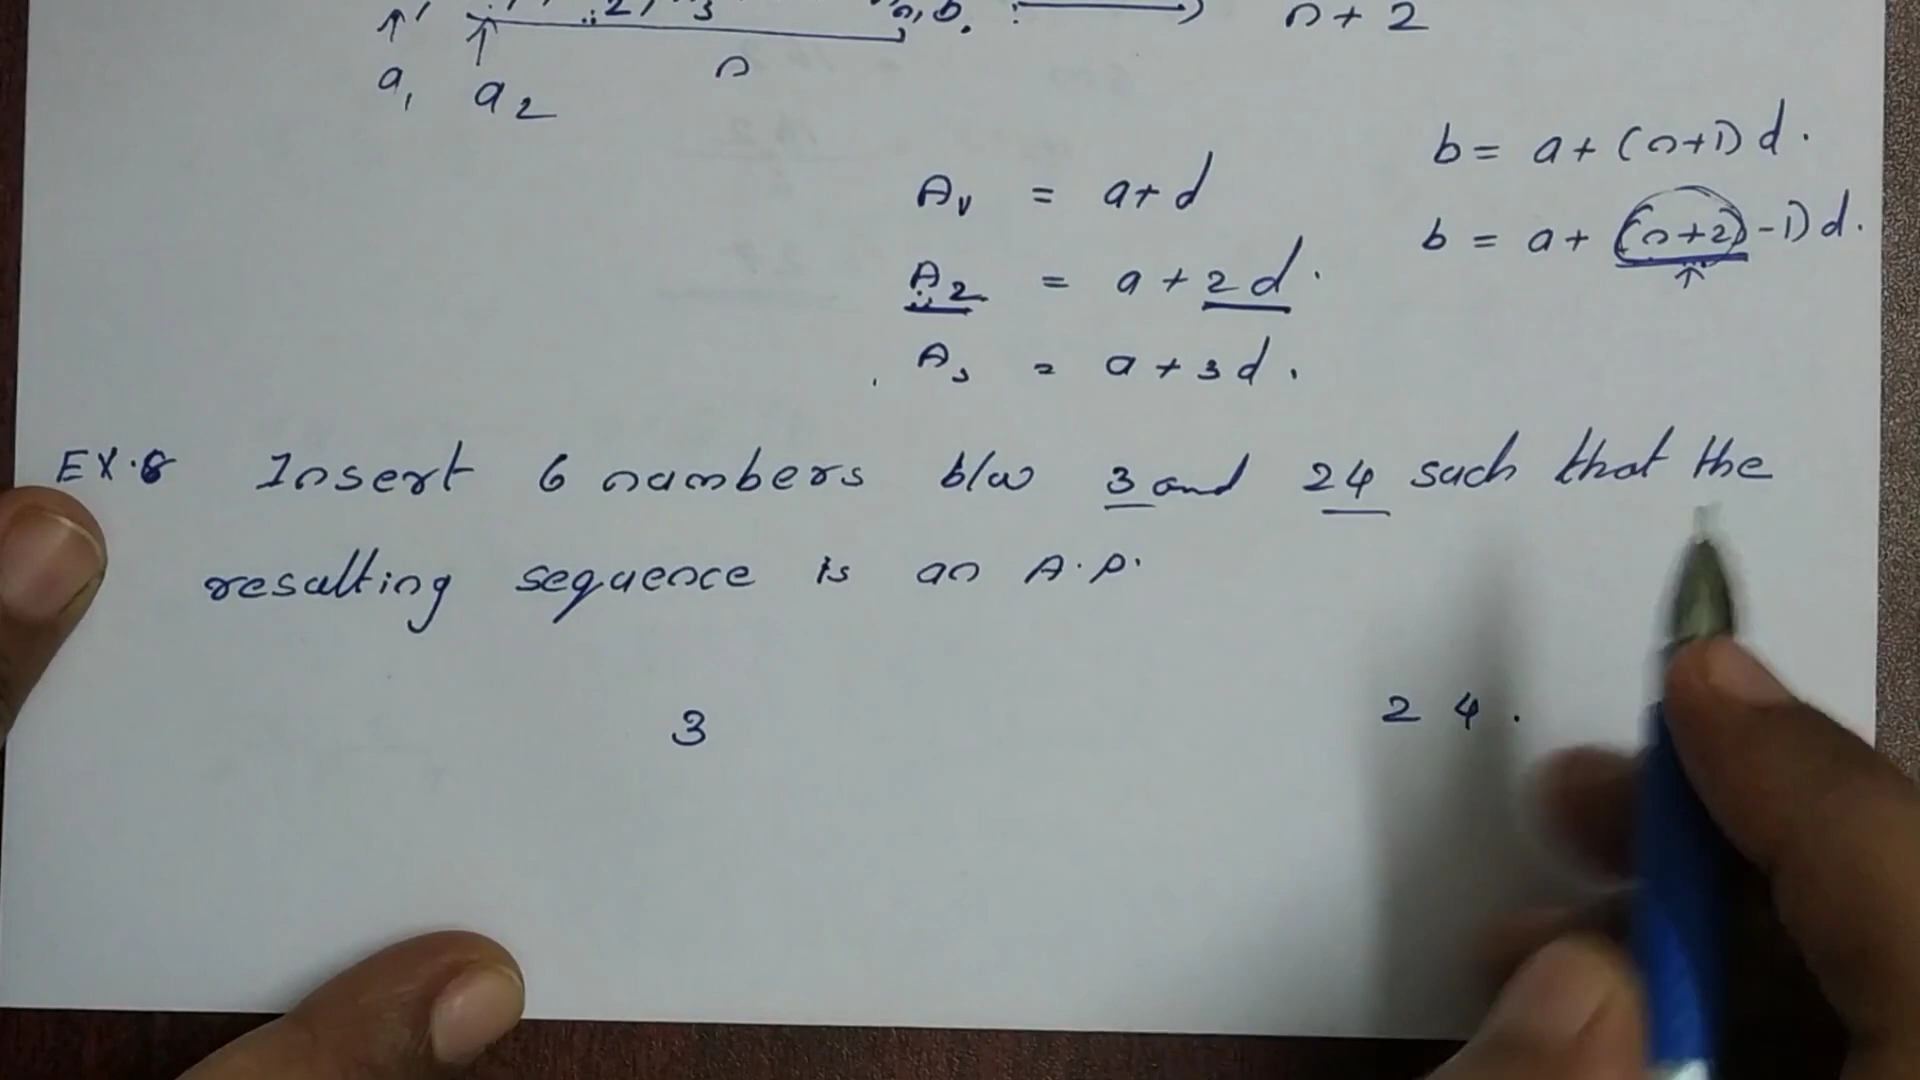 n + 2
n
a1 a2
b = a + (n+1) d.
A1 = a + d
b = a + ((n+2) -1) d.
A2 = a + 2d.
A3 = a + 3d.
EX.8 Insert 6 numbers b/w 3 and 24 such that the
resulting sequence is an A.P.
3 24.